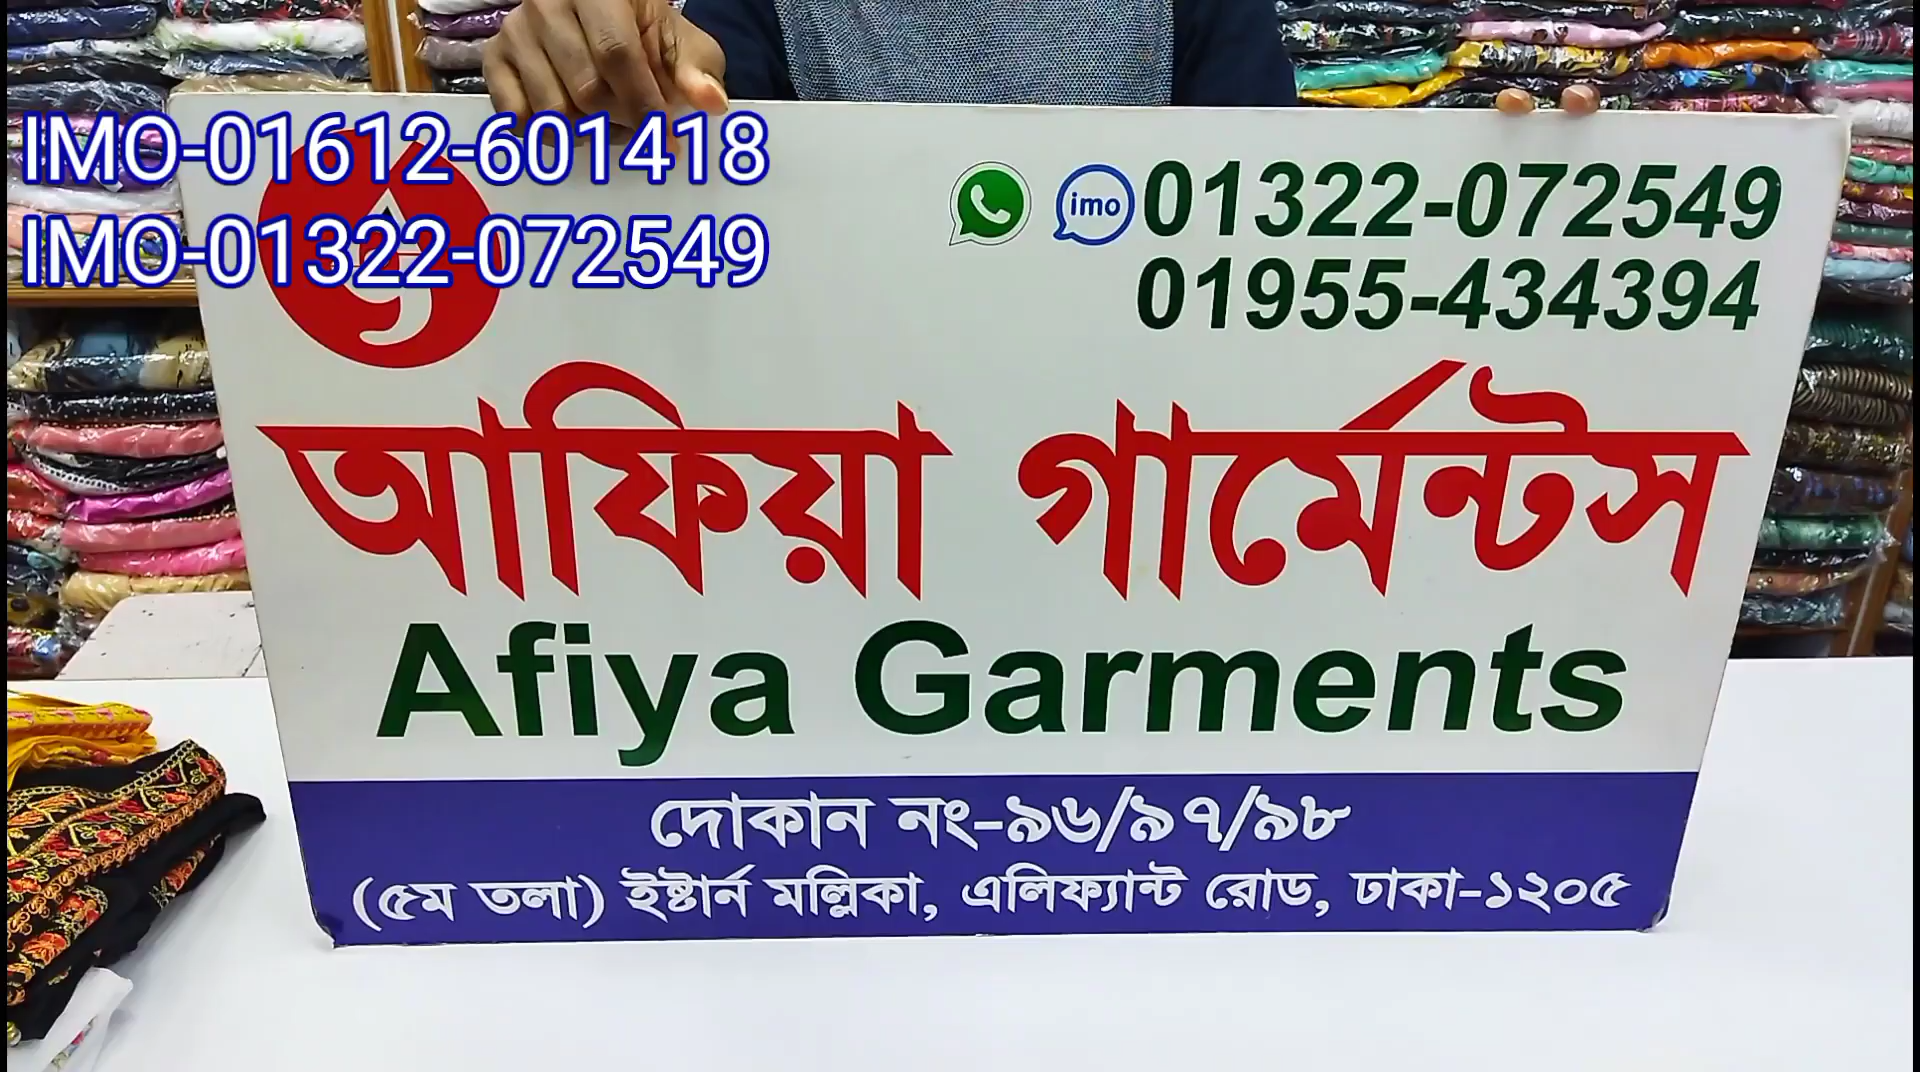 IMO-01612-601418
IMO-01322-072549
imo 01322-072549
01955-434394
আফিয়া গার্মেন্টস
Afiya Garments
দোকান নং-৯৬/৯৭/৯৮
(৫ম তলা) ইষ্টার্ন মল্লিকা, এলিফ্যান্ট রোড, ঢাকা-১২০৫